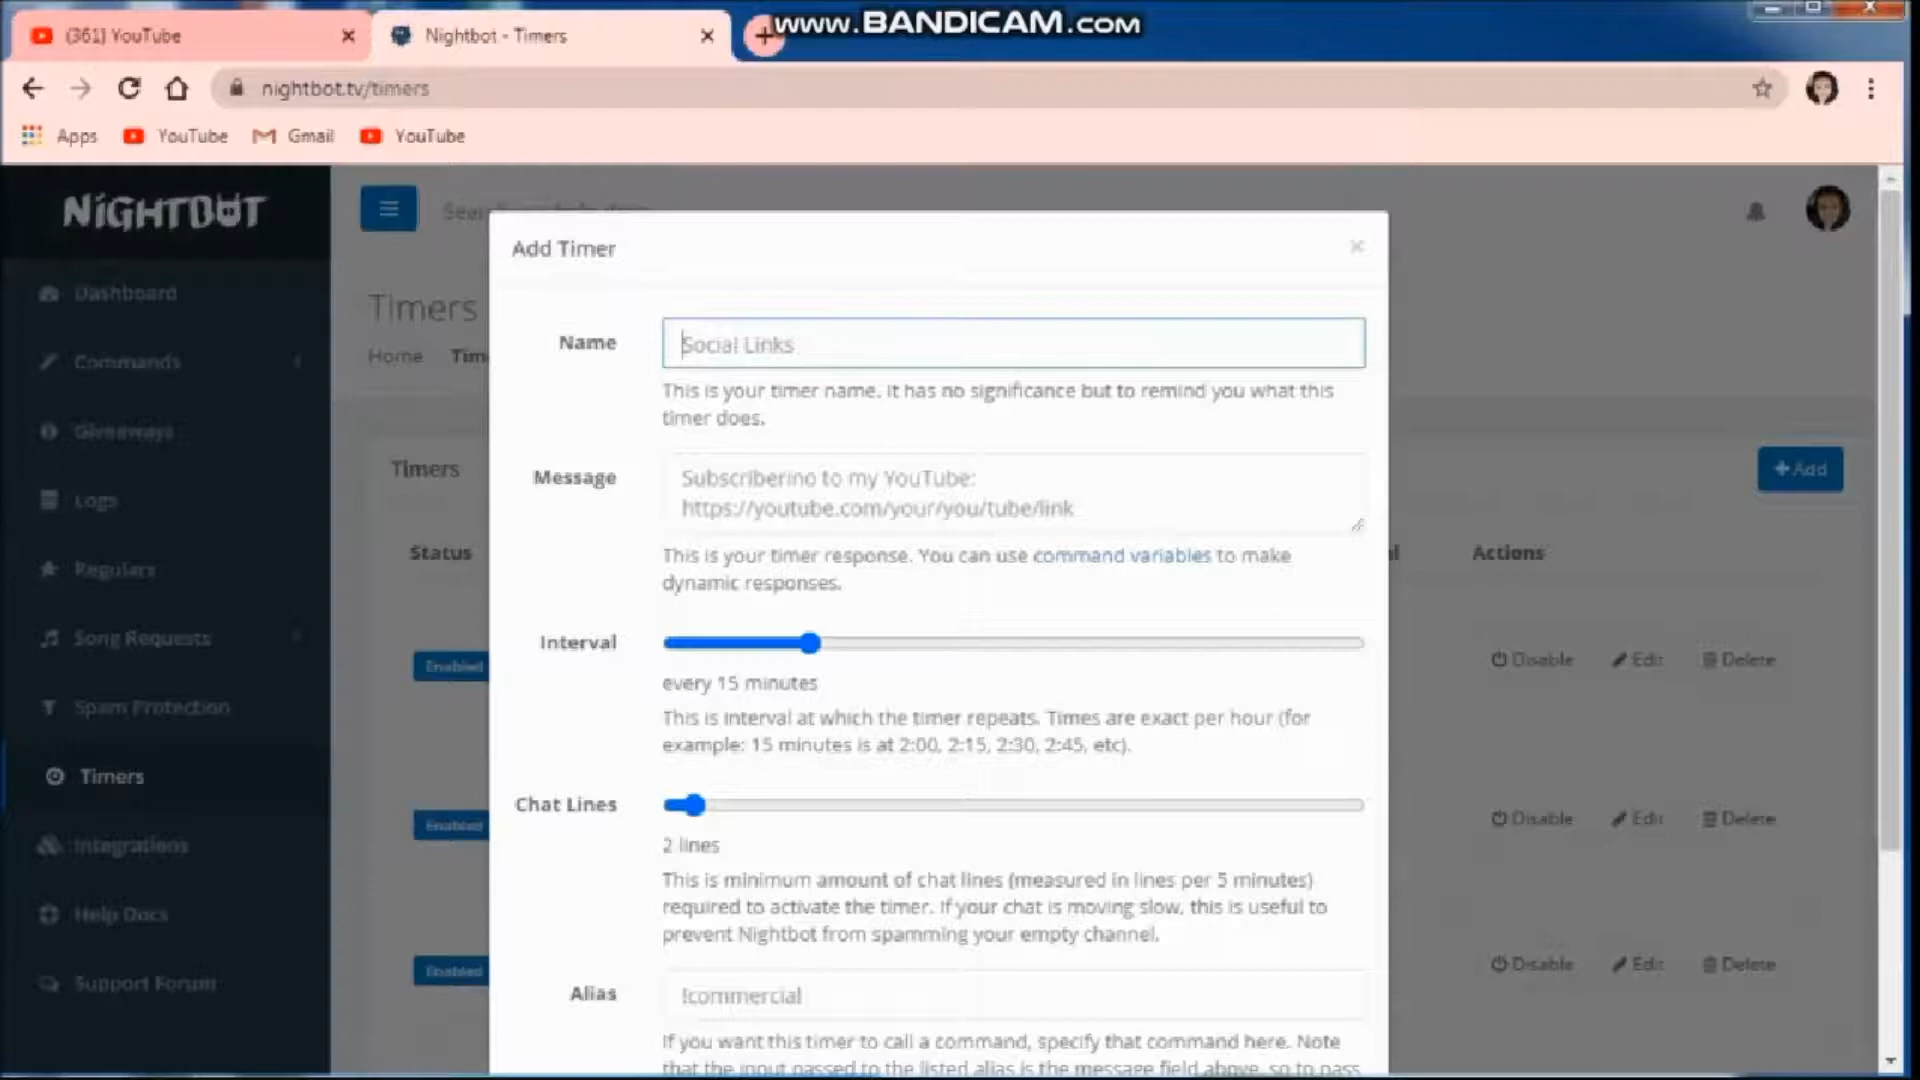 www.BANDICAM.com
(361) YouTube
Nightbot - Timers
nightbot.tv/timers
Apps
YouTube
Gmail
YouTube
NIGHTBOT
Dashboard
Commands
Giveaways
Logs
Regulars
Song Requests
Spam Protection
Timers
Integrations
Help Docs
Support Forum
Timers
Home
Timers
Status
Actions
+ Add
Enabled
Disable
Edit
Delete
Enabled
Disable
Edit
Delete
Enabled
Disable
Edit
Delete
Add Timer
Name
Social Links
This is your timer name. It has no significance but to remind you what this
timer does.
Message
Subscriberino to my YouTube:
https://youtube.com/your/you/tube/link
This is your timer response. You can use command variables to make
dynamic responses.
Interval
every 15 minutes
This is interval at which the timer repeats. Times are exact per hour (for
example: 15 minutes is at 2:00, 2:15, 2:30, 2:45, etc).
Chat Lines
2 lines
This is minimum amount of chat lines (measured in lines per 5 minutes)
required to activate the timer. If your chat is moving slow, this is useful to
prevent Nightbot from spamming your empty channel.
Alias
!commercial
If you want this timer to call a command, specify that command here. Note
that the input passed to the listed alias is the message field above, so to pass